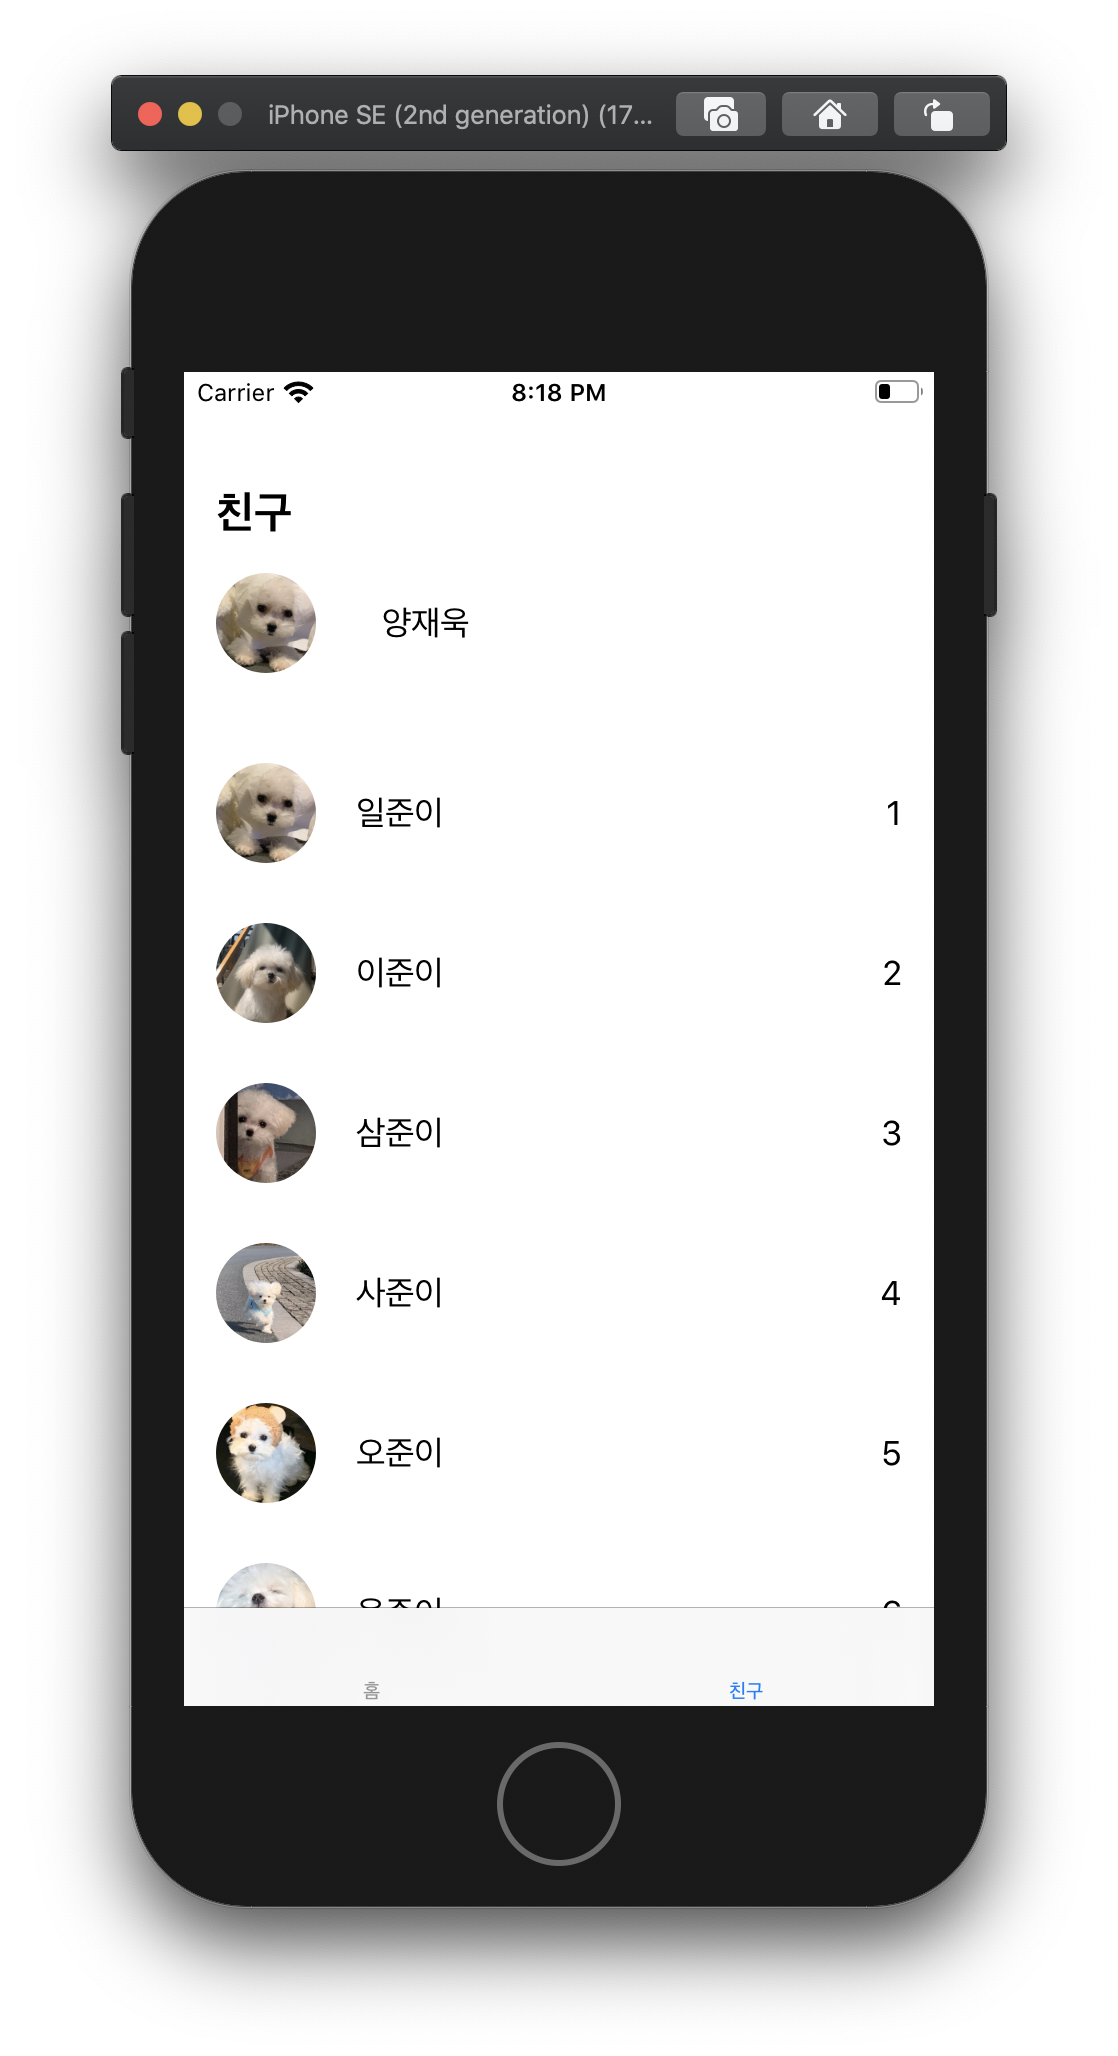 iPhone SE (2nd generation) (17...
Carrier 8:18 PM
친구
양재욱
일준이 1
이준이 2
삼준이 3
사준이 4
오준이 5
홈 친구